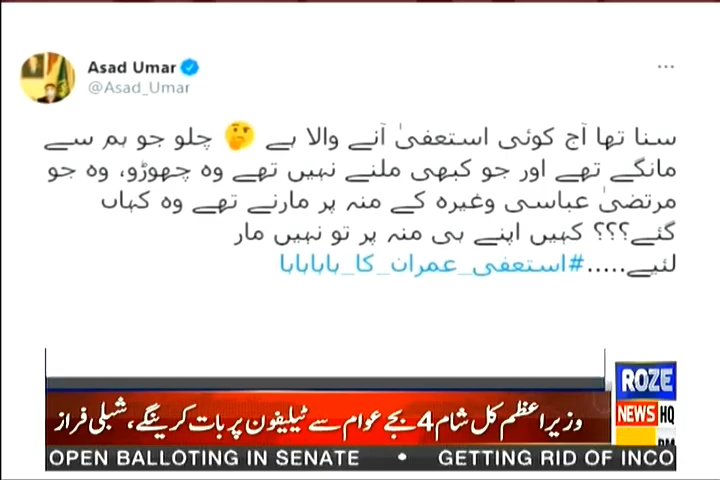 Asad Umar
@Asad_Umar
سنا تھا آج کوئی استعفیٰ آنے والا ہے 🤔 چلو جو ہم سے
مانگے تھے اور جو کبھی ملنے نہیں تھے وہ چھوڑو، وہ جو
مرتضیٰ عباسی وغیرہ کے منہ پر مارنے تھے وہ کہاں
گئے؟؟؟ کہیں اپنے ہی منہ پر تو نہیں مار
لئیے.....#استعفی_عمران_کا_ہاہاہاہا
ROZE
NEWS HQ
وزیراعظم کل شام 4 بجے عوام سے ٹیلیفون پر بات کرینگے، شبلی فراز
OPEN BALLOTING IN SENATE • GETTING RID OF INCO